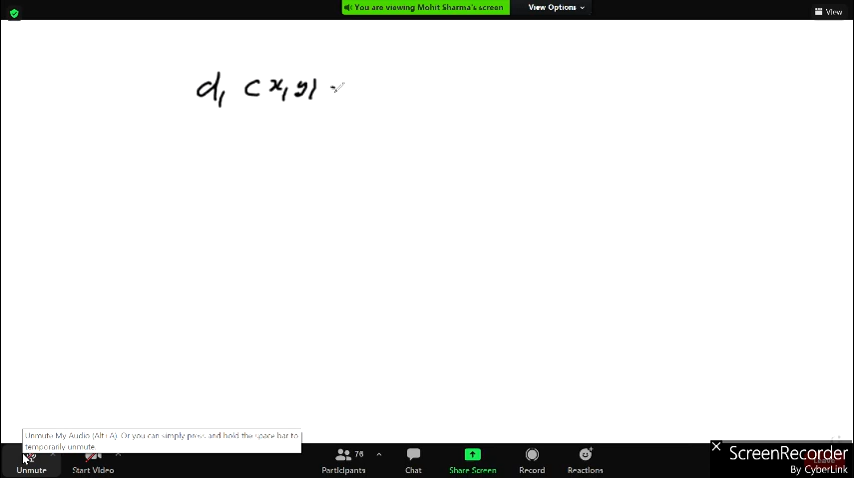 You are viewing Mohit Sharma's screen View Options View
d₁ (x, y)
Unmute My Audio (Alt+A). Or you can simply press and hold the space bar to
temporarily unmute.
76
Unmute Start Video Participants Chat Share Screen Record Reactions
ScreenRecorder
By CyberLink